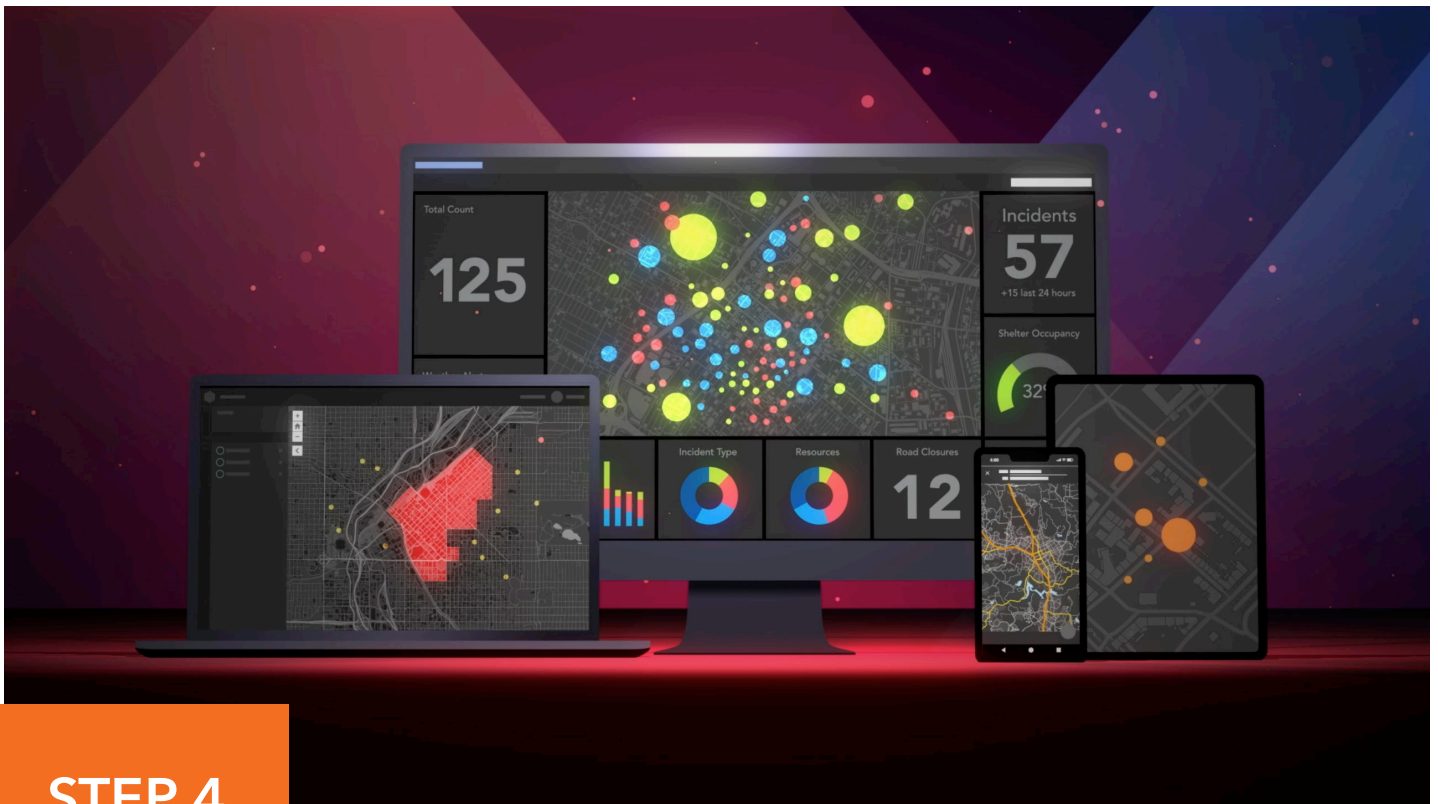 Total Count
125
Incidents
57
+15 last 24 hours
Shelter Occupancy
Incident Type
Resources
Road Closures
12
STEP 4